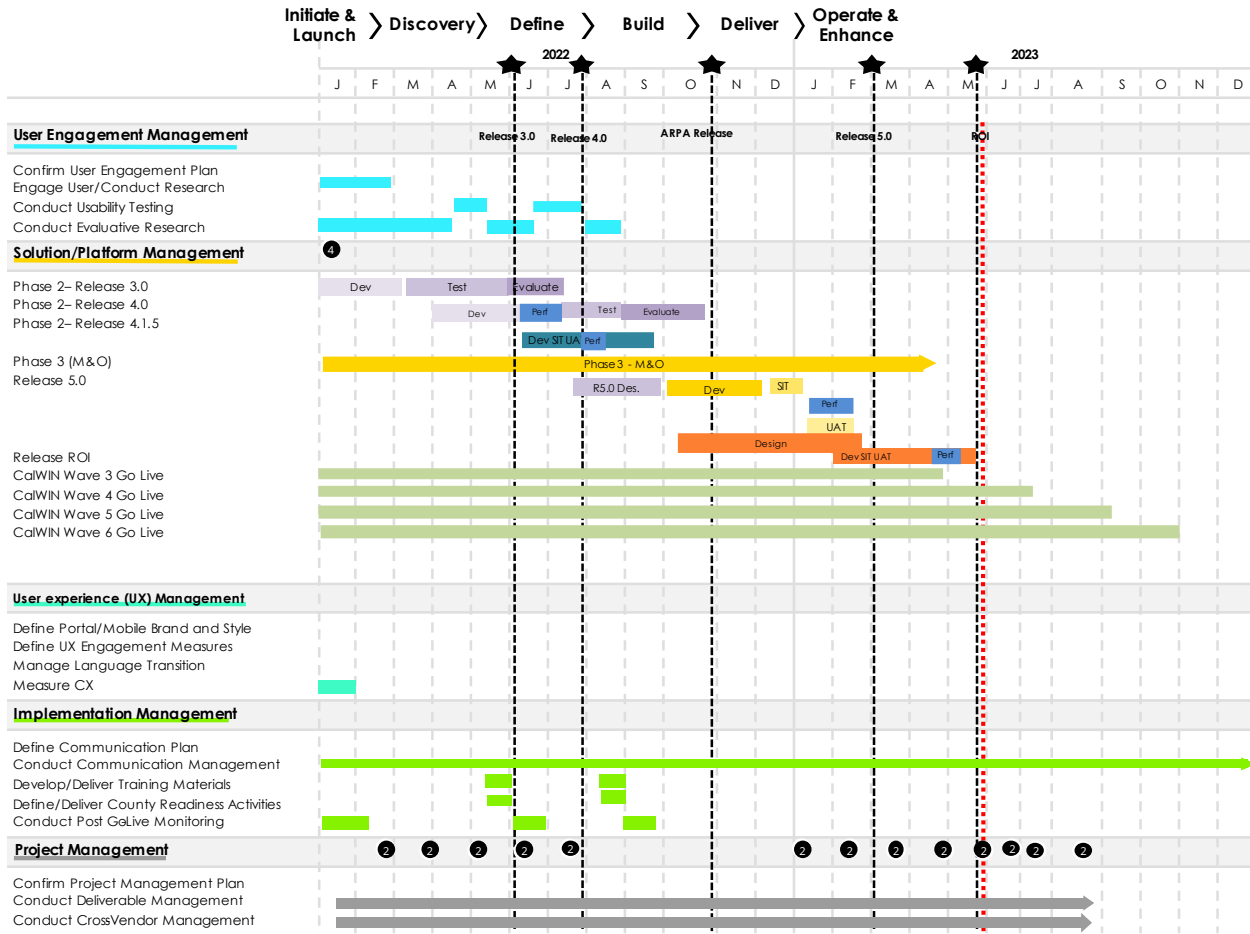 Initiate & Launch
Discovery
Define
Build
Deliver
Operate & Enhance
2022
2023
J F M A M J J A S O N D J F M A M J J A S O N D
User Engagement Management
Release 3.0
Release 4.0
ARPA Release
Release 5.0
ROI
Confirm User Engagement Plan
Engage User/Conduct Research
Conduct Usability Testing
Conduct Evaluative Research
Solution/Platform Management
4
Phase 2– Release 3.0
Dev
Test
Evaluate
Phase 2– Release 4.0
Dev
Perf
Test
Evaluate
Phase 2– Release 4.1.5
Dev SIT UA
Perf
Phase 3 (M&O)
Phase 3 - M&O
Release 5.0
R5.0 Des.
Dev
SIT
Perf
UAT
Design
Release ROI
Dev SIT UAT
Perf
CalWIN Wave 3 Go Live
CalWIN Wave 4 Go Live
CalWIN Wave 5 Go Live
CalWIN Wave 6 Go Live
User experience (UX) Management
Define Portal/Mobile Brand and Style
Define UX Engagement Measures
Manage Language Transition
Measure CX
Implementation Management
Define Communication Plan
Conduct Communication Management
Develop/Deliver Training Materials
Define/Deliver County Readiness Activities
Conduct Post Go-Live Monitoring
Project Management
2 2 2 2 2 2 2 2 2 2 2 2 2
Confirm Project Management Plan
Conduct Deliverable Management
Conduct CrossVendor Management